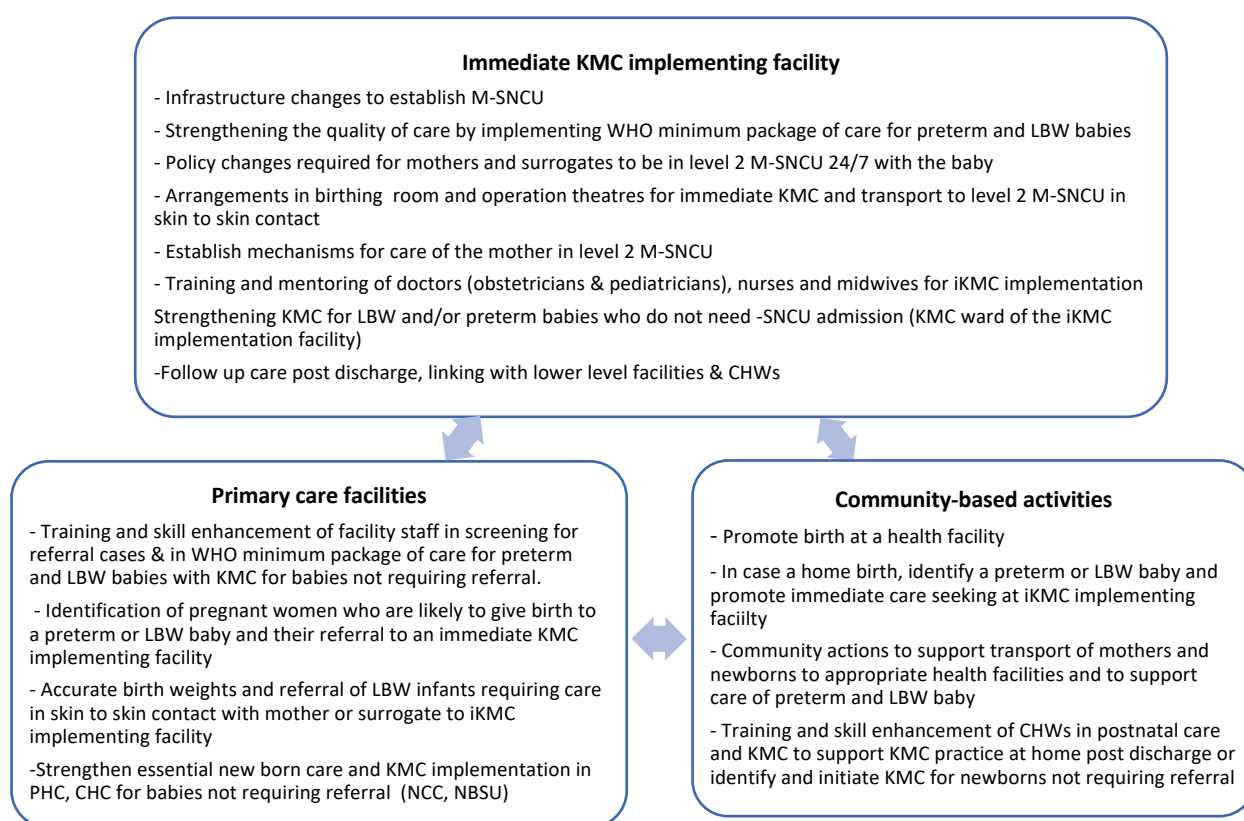 Immediate KMC implementing facility
- Infrastructure changes to establish M-SNCU
- Strengthening the quality of care by implementing WHO minimum package of care for preterm and LBW babies
- Policy changes required for mothers and surrogates to be in level 2 M-SNCU 24/7 with the baby
- Arrangements in birthing room and operation theatres for immediate KMC and transport to level 2 M-SNCU in
skin to skin contact
- Establish mechanisms for care of the mother in level 2 M-SNCU
- Training and mentoring of doctors (obstetricians & pediatricians), nurses and midwives for iKMC implementation
Strengthening KMC for LBW and/or preterm babies who do not need -SNCU admission (KMC ward of the iKMC
implementation facility)
-Follow up care post discharge, linking with lower level facilities & CHWs
Primary care facilities
- Training and skill enhancement of facility staff in screening for
referral cases & in WHO minimum package of care for preterm
and LBW babies with KMC for babies not requiring referral.
- Identification of pregnant women who are likely to give birth to
a preterm or LBW baby and their referral to an immediate KMC
implementing facility
- Accurate birth weights and referral of LBW infants requiring care
in skin to skin contact with mother or surrogate to iKMC
implementing facility
-Strengthen essential new born care and KMC implementation in
PHC, CHC for babies not requiring referral (NCC, NBSU)
Community-based activities
- Promote birth at a health facility
- In case a home birth, identify a preterm or LBW baby and
promote immediate care seeking at iKMC implementing
faciilty
- Community actions to support transport of mothers and
newborns to appropriate health facilities and to support
care of preterm and LBW baby
- Training and skill enhancement of CHWs in postnatal care
and KMC to support KMC practice at home post discharge or
identify and initiate KMC for newborns not requiring referral